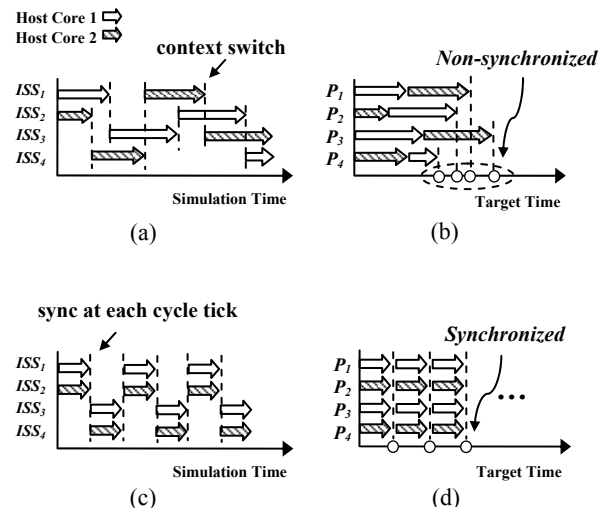 Host Core 1
Host Core 2
context switch
ISS1
ISS2
ISS3
ISS4
Simulation Time
(a)
Non-synchronized
P1
P2
P3
P4
Target Time
(b)
sync at each cycle tick
ISS1
ISS2
ISS3
ISS4
Simulation Time
(c)
Synchronized
P1
P2
P3
P4
...
Target Time
(d)